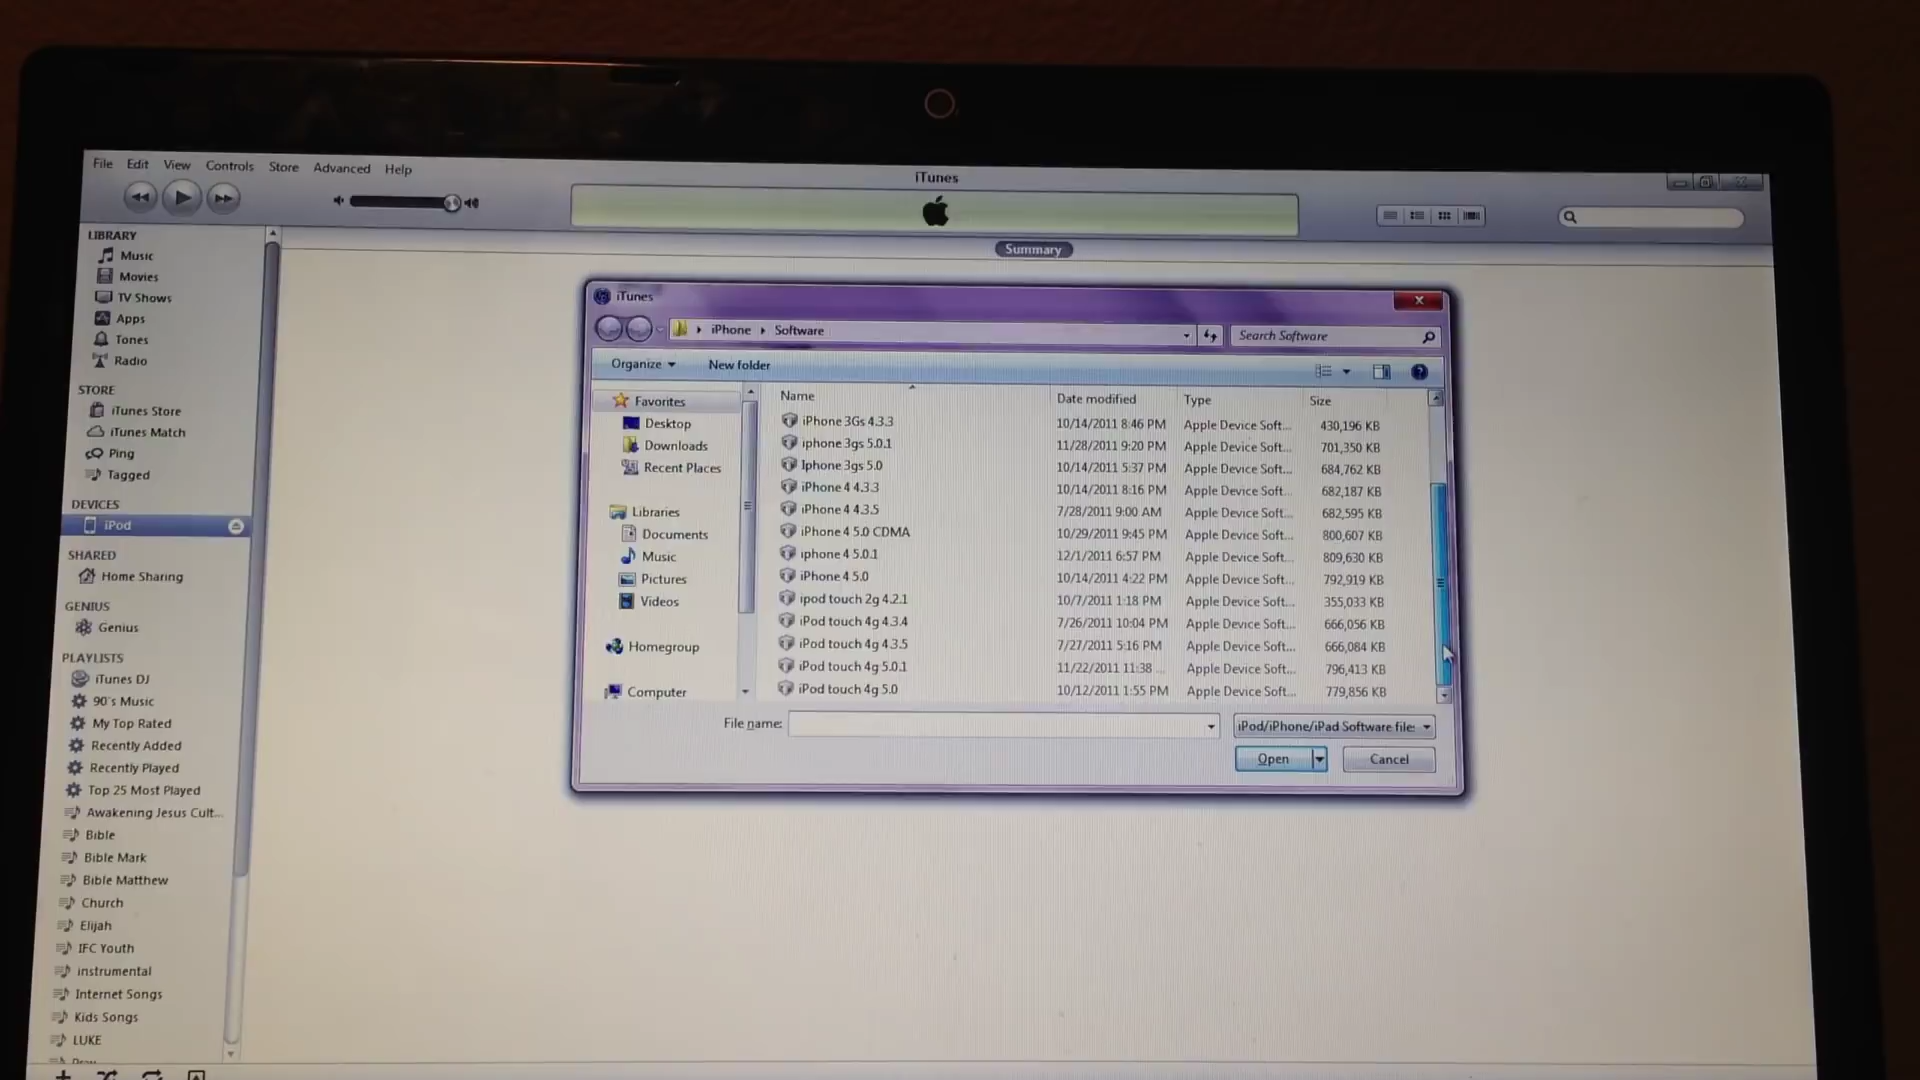 File Edit View Controls Store Advanced Help
iTunes
Summary
LIBRARY
Music
Movies
TV Shows
Apps
Tones
Radio
STORE
iTunes Store
iTunes Match
Ping
Tagged
DEVICES
iPod
SHARED
Home Sharing
GENIUS
Genius
PLAYLISTS
iTunes DJ
90's Music
My Top Rated
Recently Added
Recently Played
Top 25 Most Played
Awakening Jesus Cult...
Bible
Bible Mark
Bible Matthew
Church
Elijah
IFC Youth
instrumental
Internet Songs
Kids Songs
LUKE
iTunes
iPhone Software
Search Software
Organize New folder
Favorites
Desktop
Downloads
Recent Places
Libraries
Documents
Music
Pictures
Videos
Homegroup
Computer
Name Date modified Type Size
iPhone 3Gs 4.3.3 10/14/2011 8:46 PM Apple Device Soft... 430,196 KB
iphone 3gs 5.0.1 11/28/2011 9:20 PM Apple Device Soft... 701,350 KB
Iphone 3gs 5.0 10/14/2011 5:37 PM Apple Device Soft... 684,762 KB
iPhone 4 4.3.3 10/14/2011 8:16 PM Apple Device Soft... 682,187 KB
iPhone 4 4.3.5 7/28/2011 9:00 AM Apple Device Soft... 682,595 KB
iPhone 4 5.0 CDMA 10/29/2011 9:45 PM Apple Device Soft... 800,607 KB
iphone 4 5.0.1 12/1/2011 6:57 PM Apple Device Soft... 809,630 KB
iPhone 4 5.0 10/14/2011 4:22 PM Apple Device Soft... 792,919 KB
ipod touch 2g 4.2.1 10/7/2011 1:18 PM Apple Device Soft... 355,033 KB
iPod touch 4g 4.3.4 7/26/2011 10:04 PM Apple Device Soft... 666,056 KB
iPod touch 4g 4.3.5 7/27/2011 5:16 PM Apple Device Soft... 666,084 KB
iPod touch 4g 5.0.1 11/22/2011 11:38 ... Apple Device Soft... 796,413 KB
iPod touch 4g 5.0 10/12/2011 1:55 PM Apple Device Soft... 779,856 KB
File name: iPod/iPhone/iPad Software file
Open Cancel